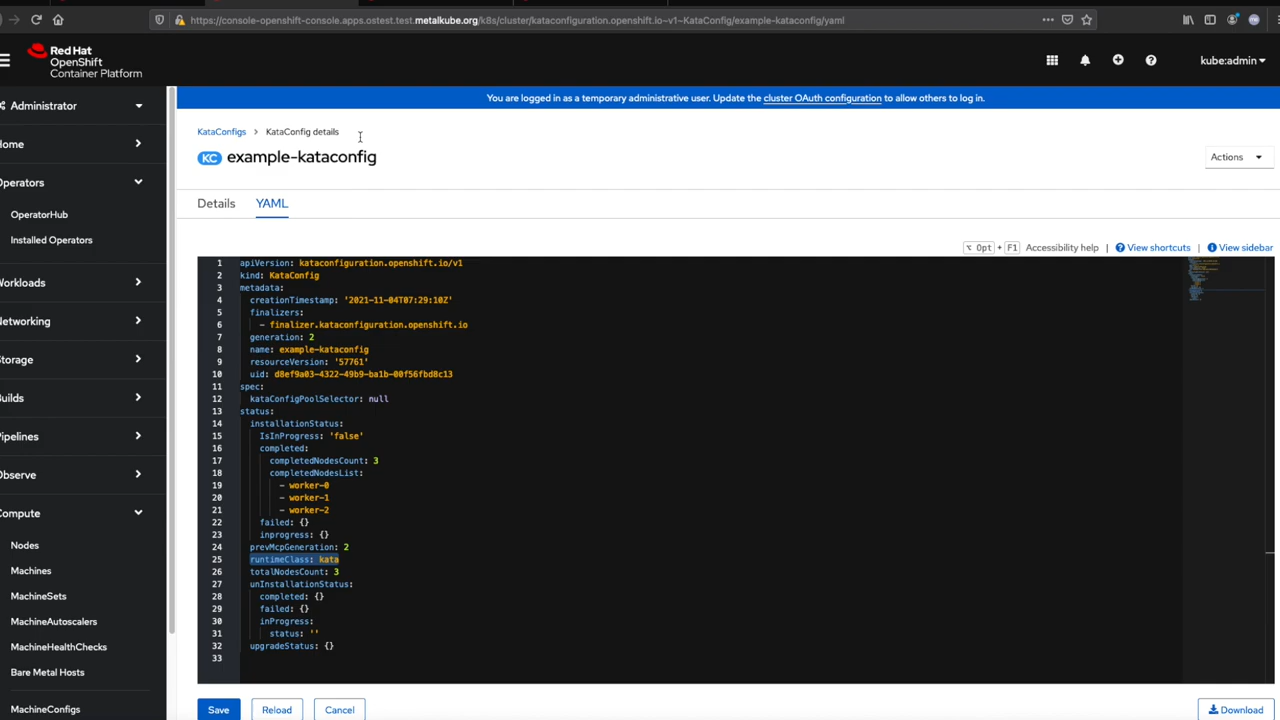 https://console-openshift-console.apps.ostest.test.metalkube.org/k8s/cluster/kataconfiguration.openshift.io~v1~KataConfig/example-kataconfig/yaml
Red Hat
OpenShift
Container Platform
kube:admin
You are logged in as a temporary administrative user. Update the cluster OAuth configuration to allow others to log in.
Administrator
ome
Operators
OperatorHub
Installed Operators
orkloads
etworking
torage
uilds
ipelines
bserve
ompute
Nodes
Machines
MachineSets
MachineAutoscalers
MachineHealthChecks
Bare Metal Hosts
MachineConfigs
KataConfigs > KataConfig details
KC example-kataconfig
Actions
Details YAML
⌥ Opt + F1 Accessibility help | View shortcuts | View sidebar
1 apiVersion: kataconfiguration.openshift.io/v1
2 kind: KataConfig
3 metadata:
4 creationTimestamp: '2021-11-04T07:29:10Z'
5 finalizers:
6 - finalizer.kataconfiguration.openshift.io
7 generation: 2
8 name: example-kataconfig
9 resourceVersion: '57761'
10 uid: d8ef9a03-4322-49b9-ba1b-00f56fbd8c13
11 spec:
12 kataConfigPoolSelector: null
13 status:
14 installationStatus:
15 IsInProgress: 'false'
16 completed:
17 completedNodesCount: 3
18 completedNodesList:
19 - worker-0
20 - worker-1
21 - worker-2
22 failed: {}
23 inprogress: {}
24 prevMcpGeneration: 2
25 runtimeClass: kata
26 totalNodesCount: 3
27 unInstallationStatus:
28 completed: {}
29 failed: {}
30 inProgress:
31 status: ''
32 upgradeStatus: {}
33
Save Reload Cancel Download